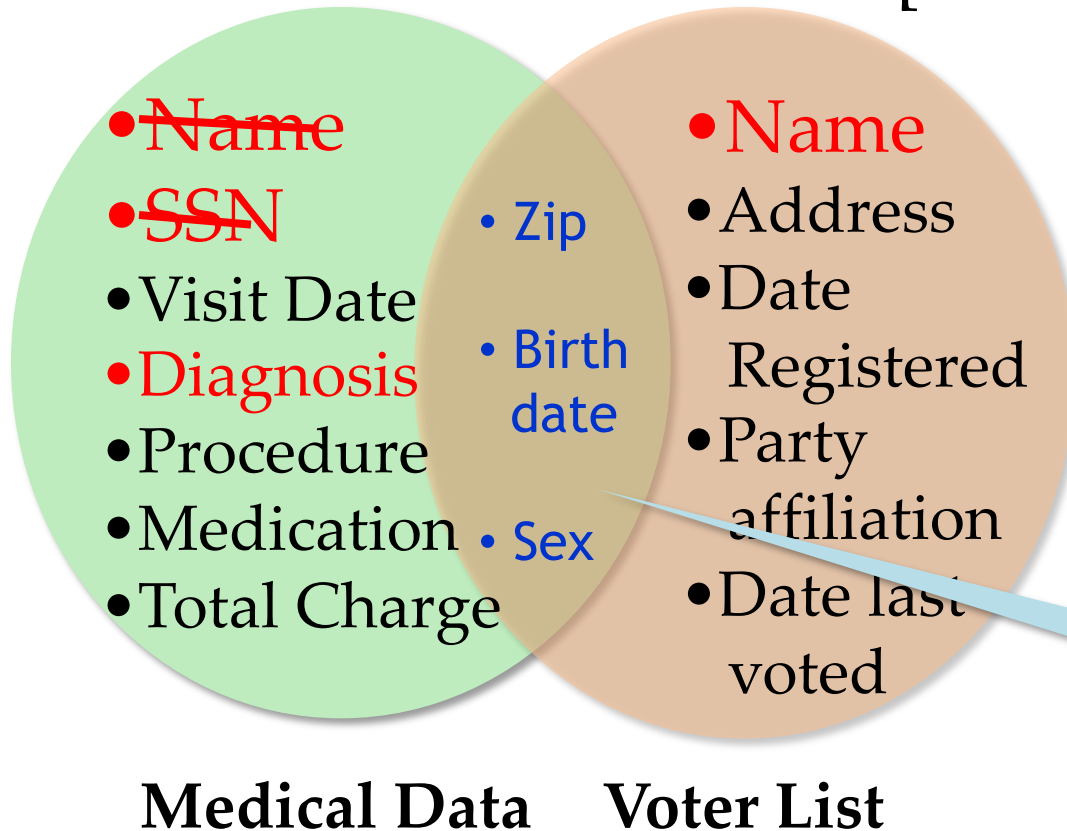 [
•Name
•SSN
•Visit Date
•Diagnosis
•Procedure
•Medication
•Total Charge
• Zip
• Birth
date
• Sex
•Name
•Address
•Date
Registered
•Party
affiliation
•Date last
voted
Medical Data
Voter List